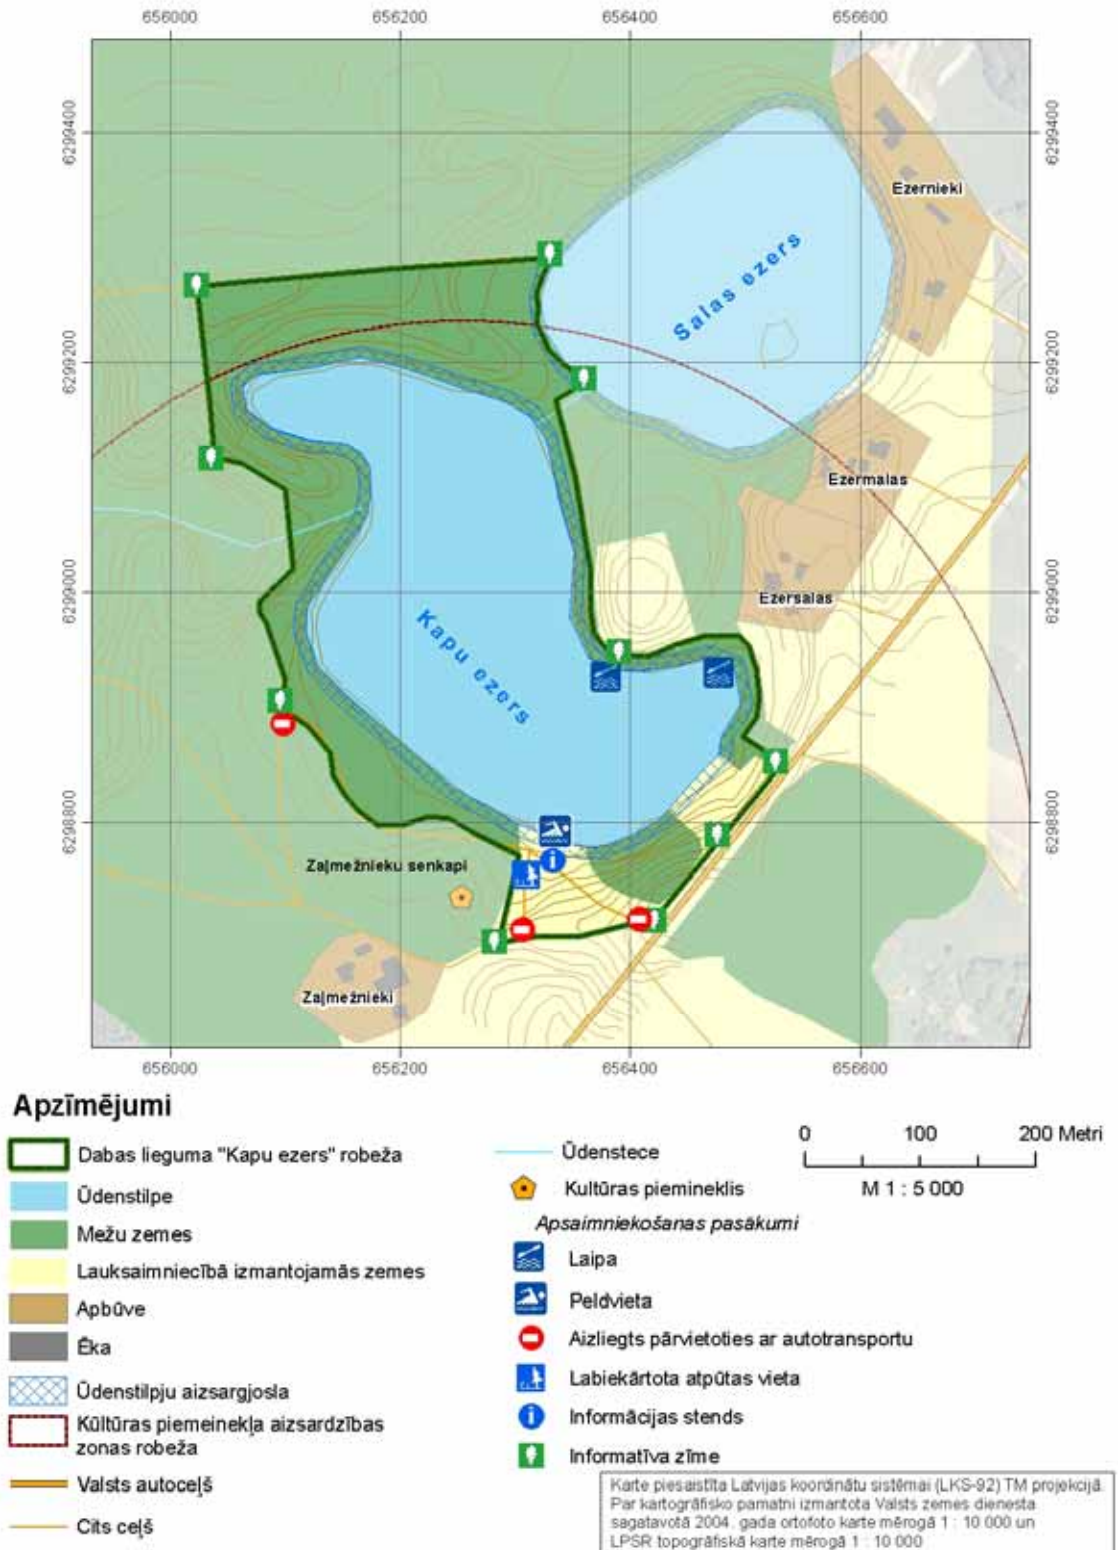 656000 656200 656400 656600
6299400 6299400
Ezernieki
Salas ezers
6299200 6299200
Ezermalas
6299000 6299000
Ezersalas
Kapu ezers
6298800 6298800
Zaļmežnieku senkapi
Zaļmežnieki
656000 656200 656400 656600
Apzīmējumi
Dabas lieguma "Kapu ezers" robeža
Ūdenstilpe
Mežu zemes
Lauksaimniecībā izmantojamās zemes
Apbūve
Ēka
Ūdenstilpju aizsargjosla
Kūltūras piemeinekļa aizsardzības
zonas robeža
Valsts autoceļš
Cits ceļš
Ūdenstece
Kultūras piemineklis
Apsaimniekošanas pasākumi
Laipa
Peldvieta
Aizliegts pārvietoties ar autotransportu
Labiekārtota atpūtas vieta
Informācijas stends
Informatīva zīme
0 100 200 Metri
M 1 : 5 000
Karte piesaistīta Latvijas koordinātu sistēmai (LKS-92) TM projekcijā.
Par kartogrāfisko pamatni izmantota Valsts zemes dienesta
sagatavotā 2004. gada ortofoto karte mērogā 1 : 10 000 un
LPSR topogrāfiskā karte mērogā 1 : 10 000